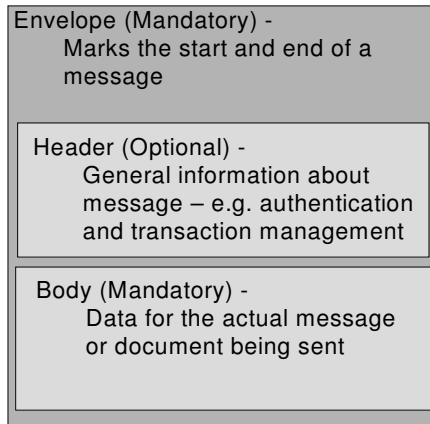 Envelope (Mandatory) -
Marks the start and end of a
message
Header (Optional) -
General information about
message – e.g. authentication
and transaction management
Body (Mandatory) -
Data for the actual message
or document being sent